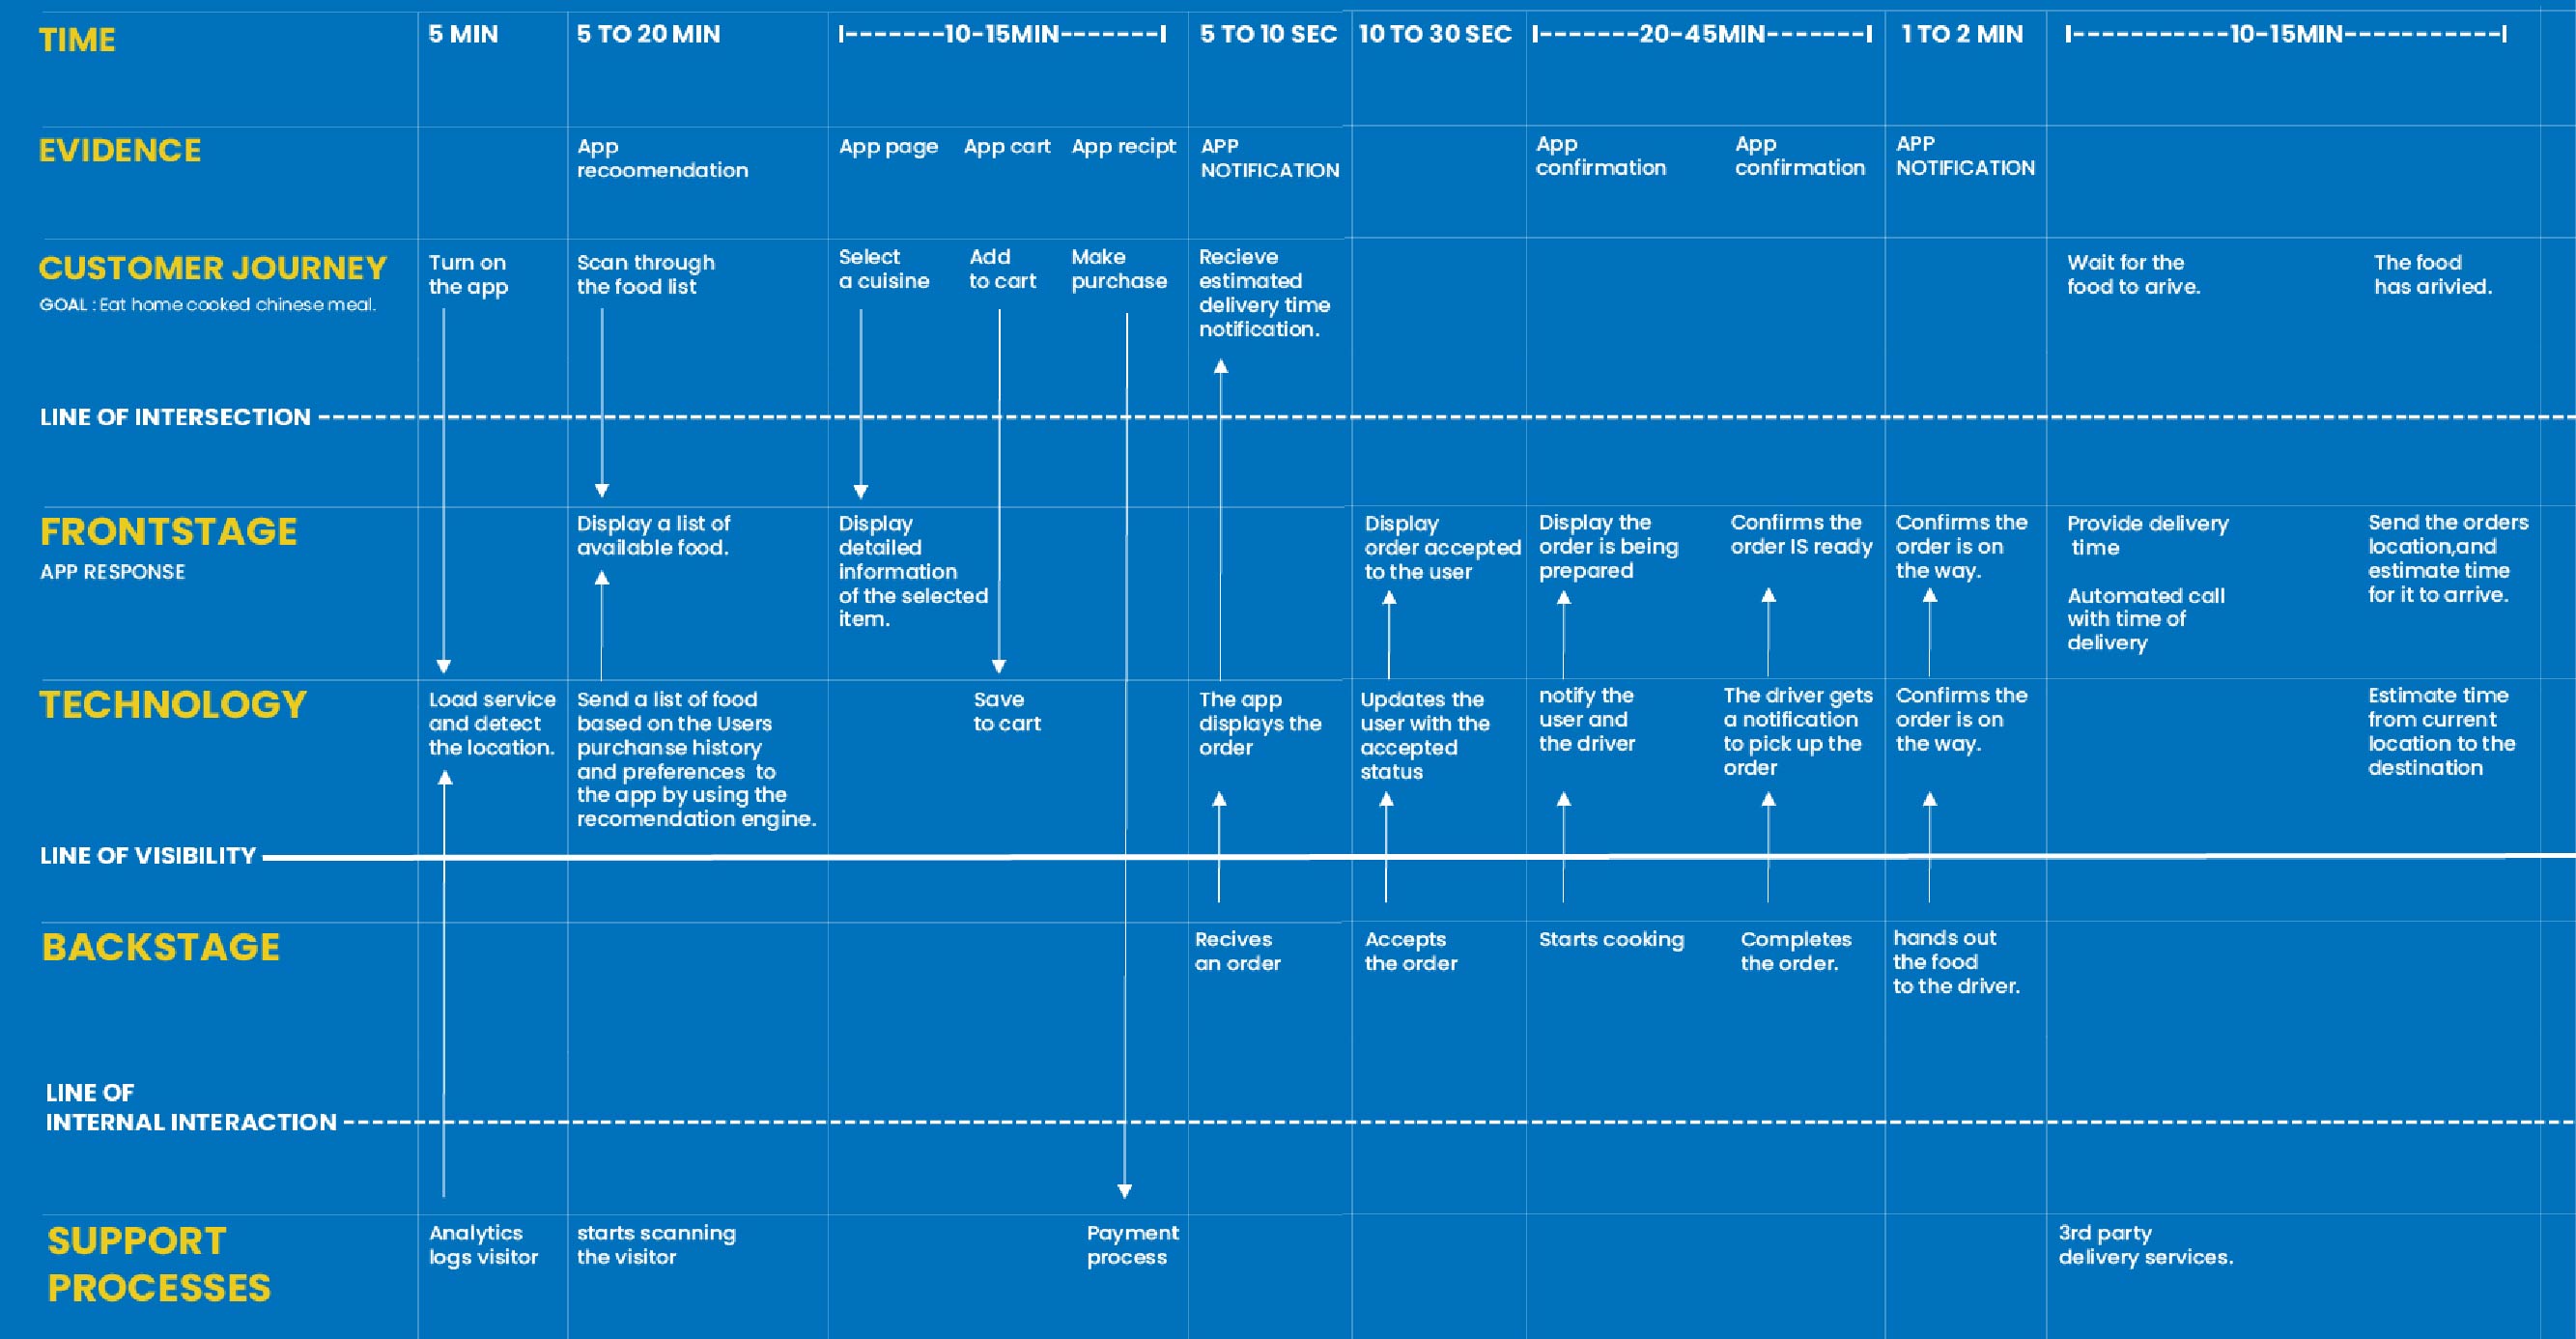 TIME
5 MIN
5 TO 20 MIN
I-------10-15MIN-------I
5 TO 10 SEC
10 TO 30 SEC
I-------20-45MIN-------I
1 TO 2 MIN
I-----------10-15MIN-----------I
EVIDENCE
App
recoomendation
App page
App cart
App recipt
APP
NOTIFICATION
App
confirmation
App
confirmation
APP
NOTIFICATION
CUSTOMER JOURNEY
GOAL : Eat home cooked chinese meal.
Turn on
the app
Scan through
the food list
Select
a cuisine
Add
to cart
Make
purchase
Recieve
estimated
delivery time
notification.
Wait for the
food to arive.
The food
has arivied.
LINE OF INTERSECTION
FRONTSTAGE
APP RESPONSE
Display a list of
available food.
Display
detailed
information
of the selected
item.
Display
order accepted
to the user
Display the
order is being
prepared
Confirms the
order IS ready
Confirms the
order is on
the way.
Provide delivery
time
Automated call
with time of
delivery
Send the orders
location,and
estimate time
for it to arrive.
TECHNOLOGY
Load service
and detect
the location.
Send a list of food
based on the Users
purchanse history
and preferences to
the app by using the
recomendation engine.
Save
to cart
The app
displays the
order
Updates the
user with the
accepted
status
notify the
user and
the driver
The driver gets
a notification
to pick up the
order
Confirms the
order is on
the way.
Estimate time
from current
location to the
destination
LINE OF VISIBILITY
BACKSTAGE
Recives
an order
Accepts
the order
Starts cooking
Completes
the order.
hands out
the food
to the driver.
LINE OF
INTERNAL INTERACTION
SUPPORT
PROCESSES
Analytics
logs visitor
starts scanning
the visitor
Payment
process
3rd party
delivery services.